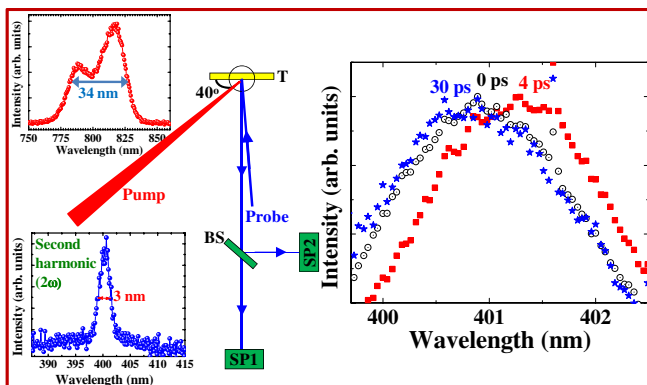 Intensity (arb. units)
34 nm
750 775 800 825 850
Wavelength (nm)
40°
T
Pump
Probe
BS
SP2
SP1
Second
harmonic
(2ω)
3 nm
Intensity (arb. units)
390 395 400 405 410 415
Wavelength (nm)
30 ps
0 ps
4 ps
Intensity (arb. units)
400 401 402
Wavelength (nm)